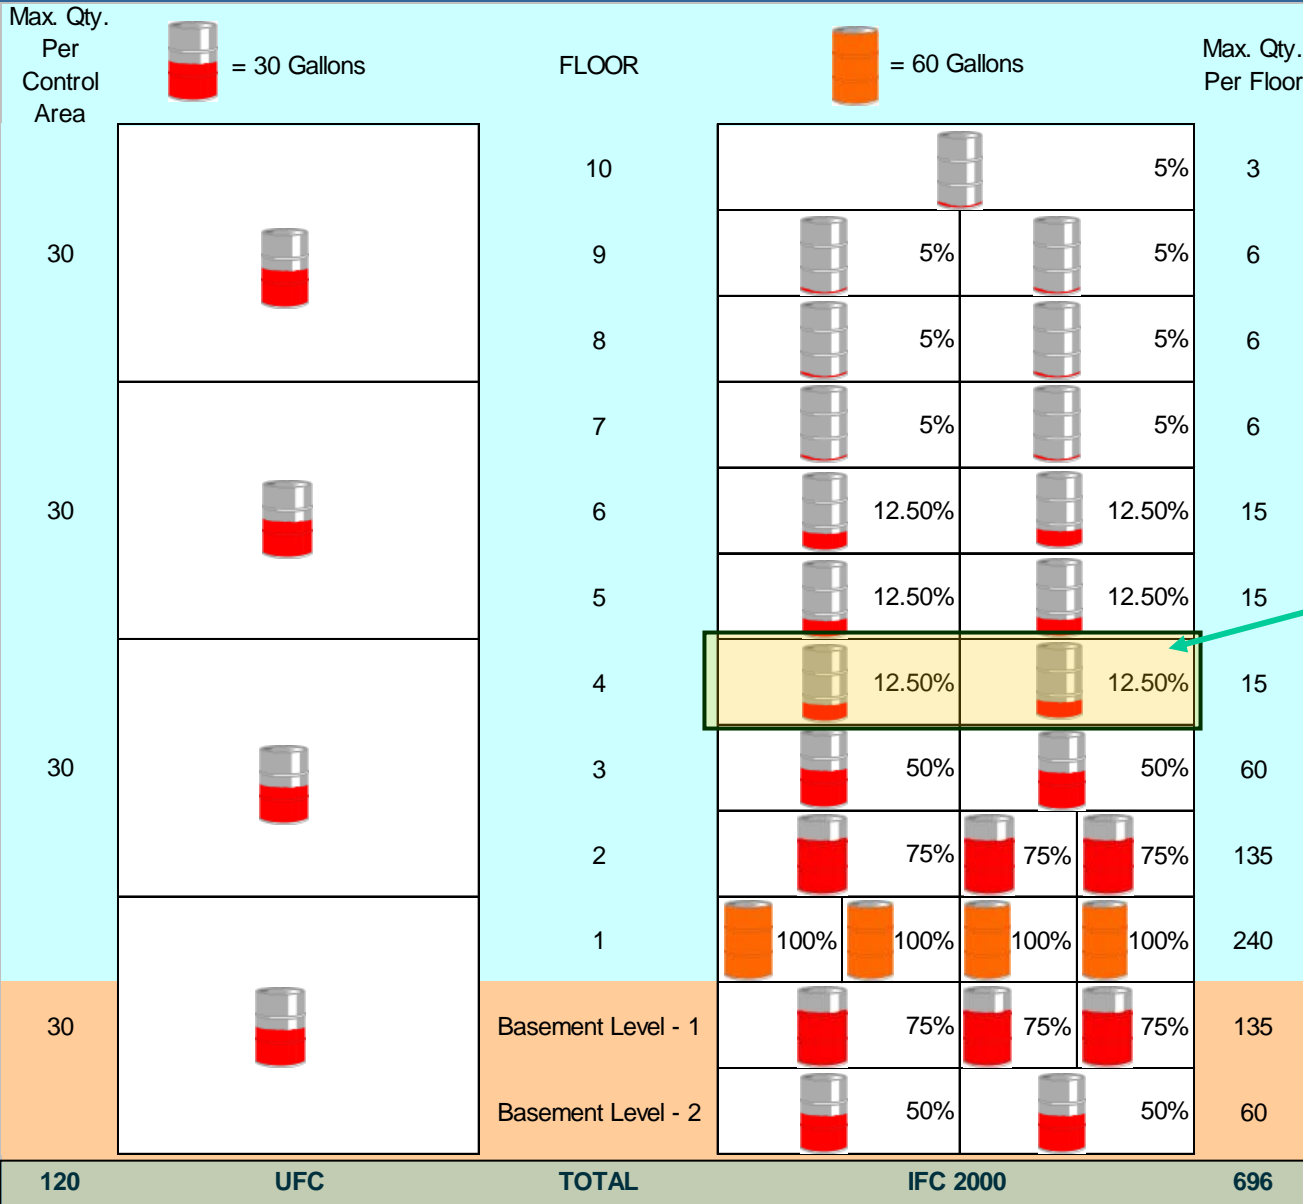 Max. Qty.
Per
Control
Area
= 30 Gallons
FLOOR
= 60 Gallons
Max. Qty.
Per Floor
10 5% 3
30 9 5% 5% 6
8 5% 5% 6
7 5% 5% 6
30 6 12.50% 12.50% 15
5 12.50% 12.50% 15
4 12.50% 12.50% 15
30 3 50% 50% 60
2 75% 75% 75% 135
1 100% 100% 100% 100% 240
30 Basement Level - 1 75% 75% 75% 135
Basement Level - 2 50% 50% 60
120 UFC TOTAL IFC 2000 696